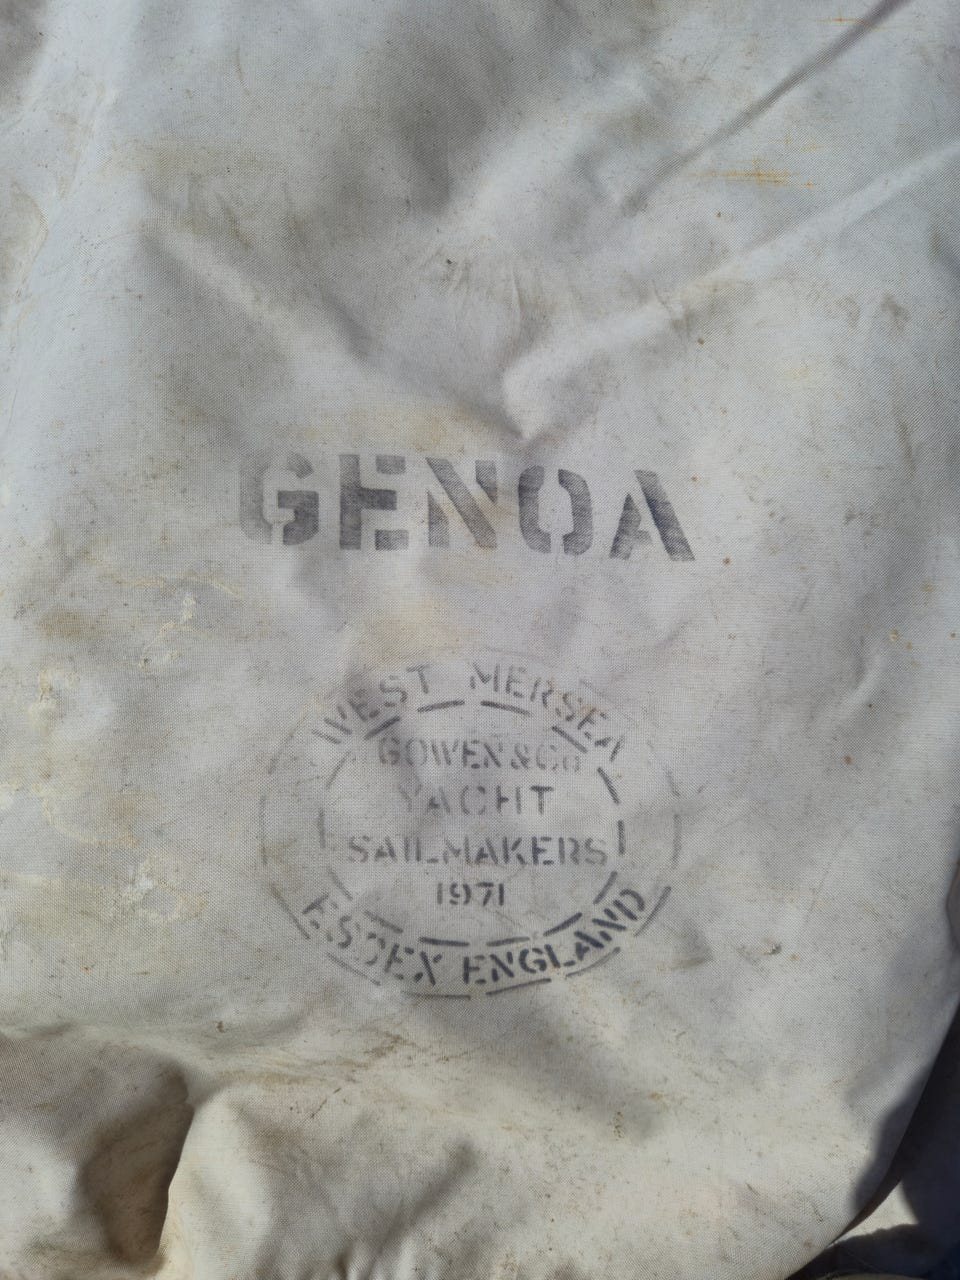 GENOA
WEST MERSEA
GOWEN & Co
YACHT
SAILMAKERS
1971
ESSEX ENGLAND